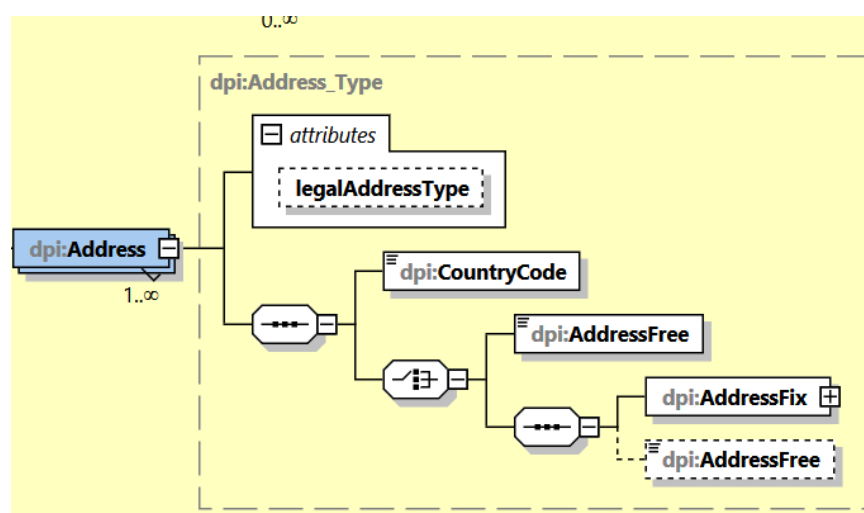 0..∞
dpi:Address_Type
attributes
legalAddressType
dpi:Address
1..∞
dpi:CountryCode
dpi:AddressFree
dpi:AddressFix
dpi:AddressFree